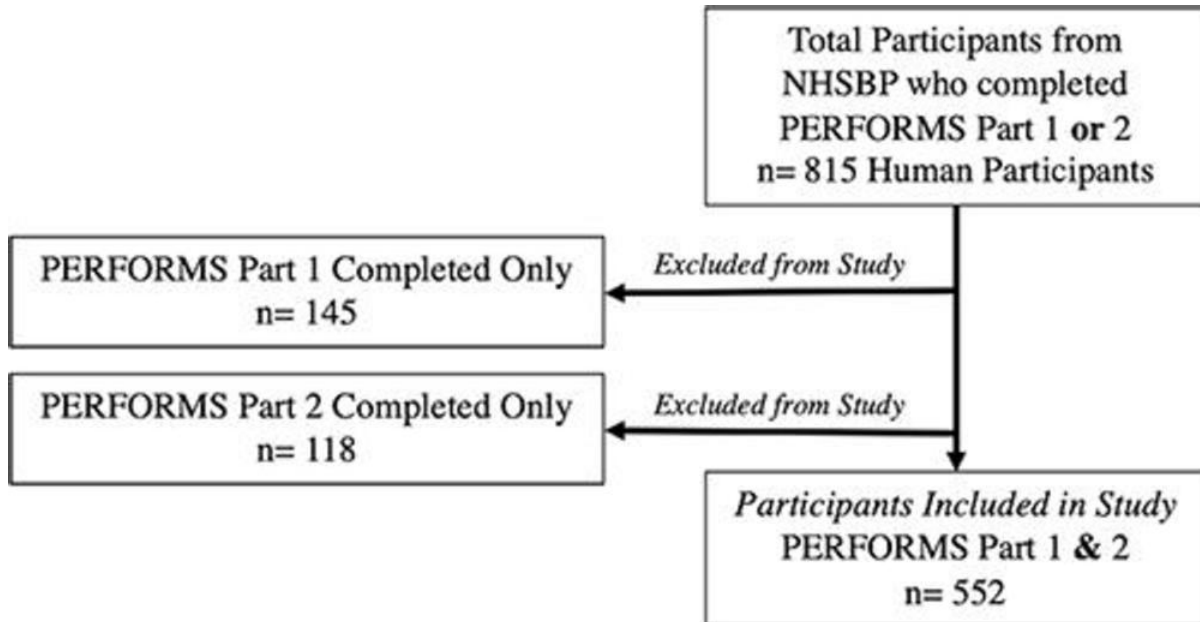 Total Participants from
NHSBP who completed
PERFORMS Part 1 or 2
n= 815 Human Participants
Excluded from Study
PERFORMS Part 1 Completed Only
n= 145
Excluded from Study
PERFORMS Part 2 Completed Only
n= 118
Participants Included in Study
PERFORMS Part 1 & 2
n= 552